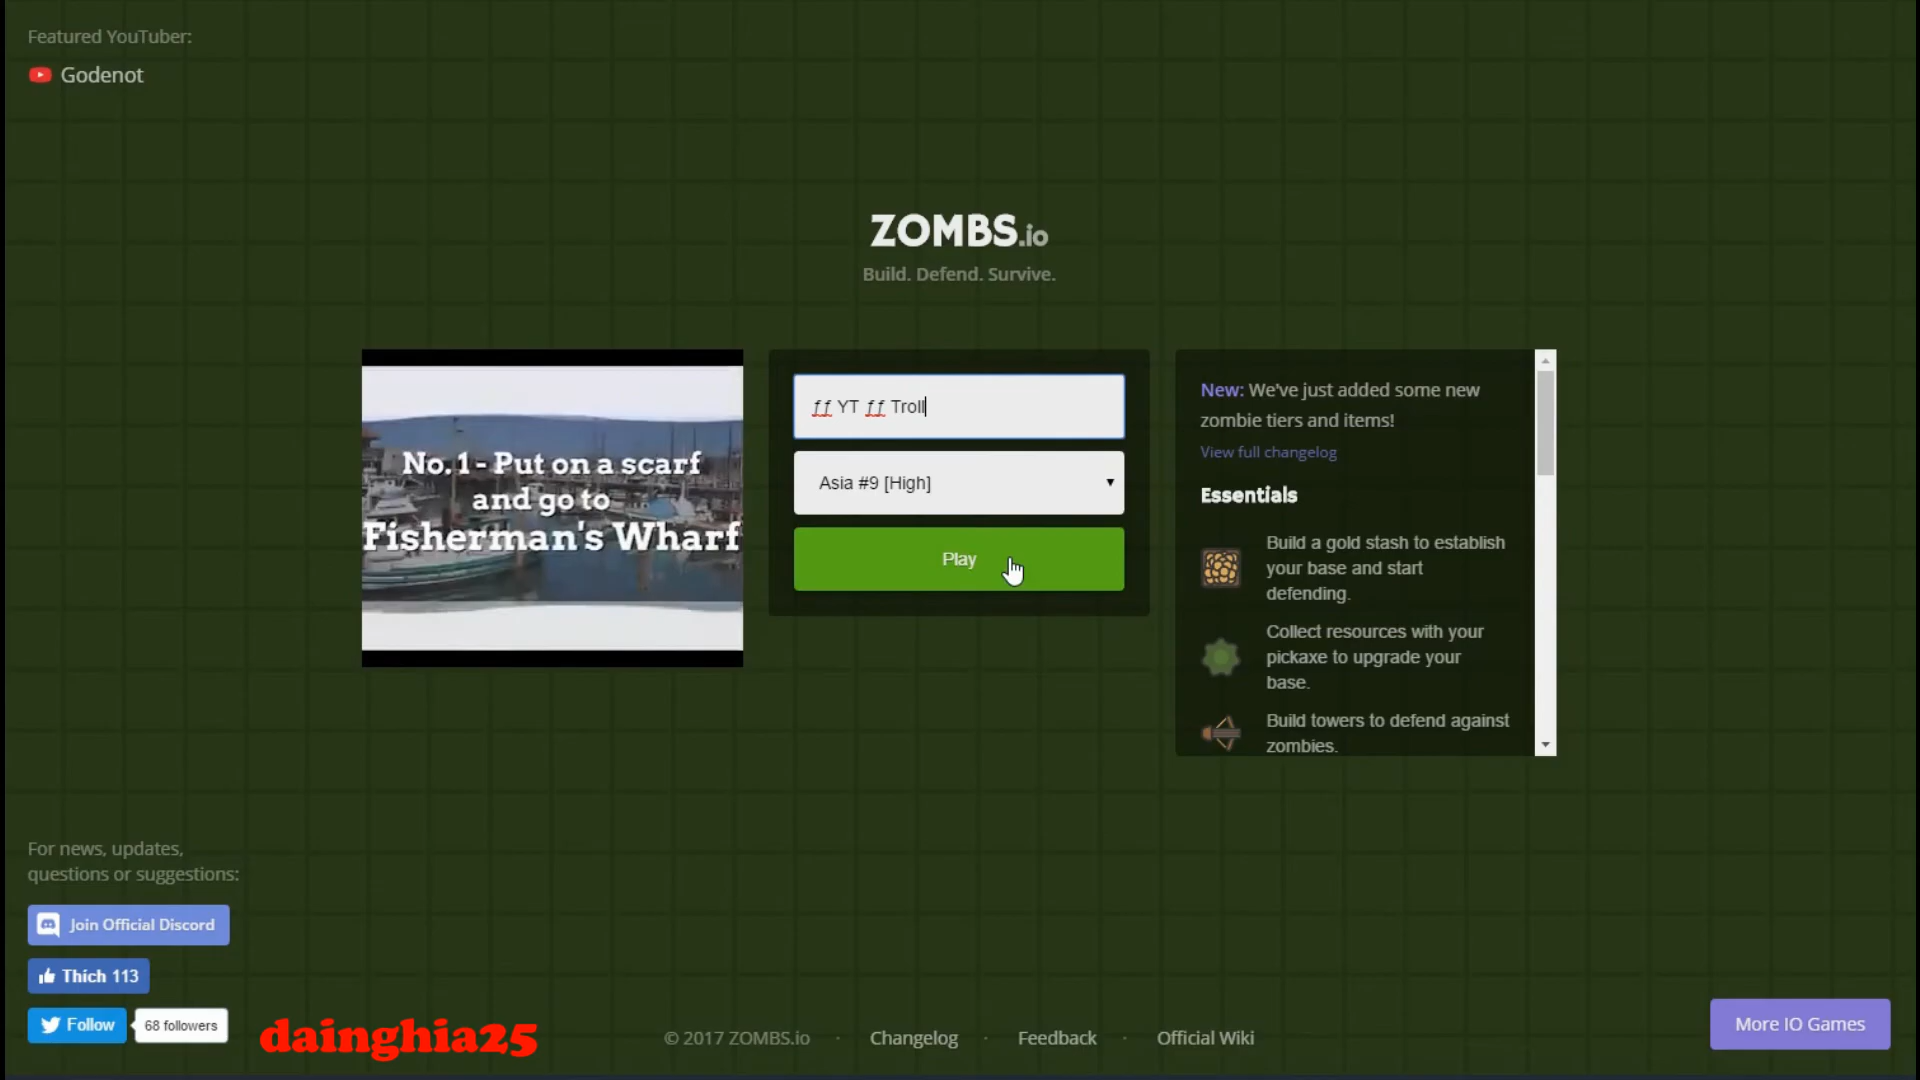 Featured YouTuber:
Godenot
ZOMBS.io
Build. Defend. Survive.
No. 1 - Put on a scarf
and go to
Fisherman's Wharf
ƒƒ YT ƒƒ Troll
Asia #9 [High]
Play
New: We've just added some new
zombie tiers and items!
View full changelog
Essentials
Build a gold stash to establish
your base and start
defending.
Collect resources with your
pickaxe to upgrade your
base.
Build towers to defend against
zombies.
For news, updates,
questions or suggestions:
Join Official Discord
Thích 113
Follow
68 followers
dainghia25
© 2017 ZOMBS.io · Changelog · Feedback · Official Wiki
More IO Games